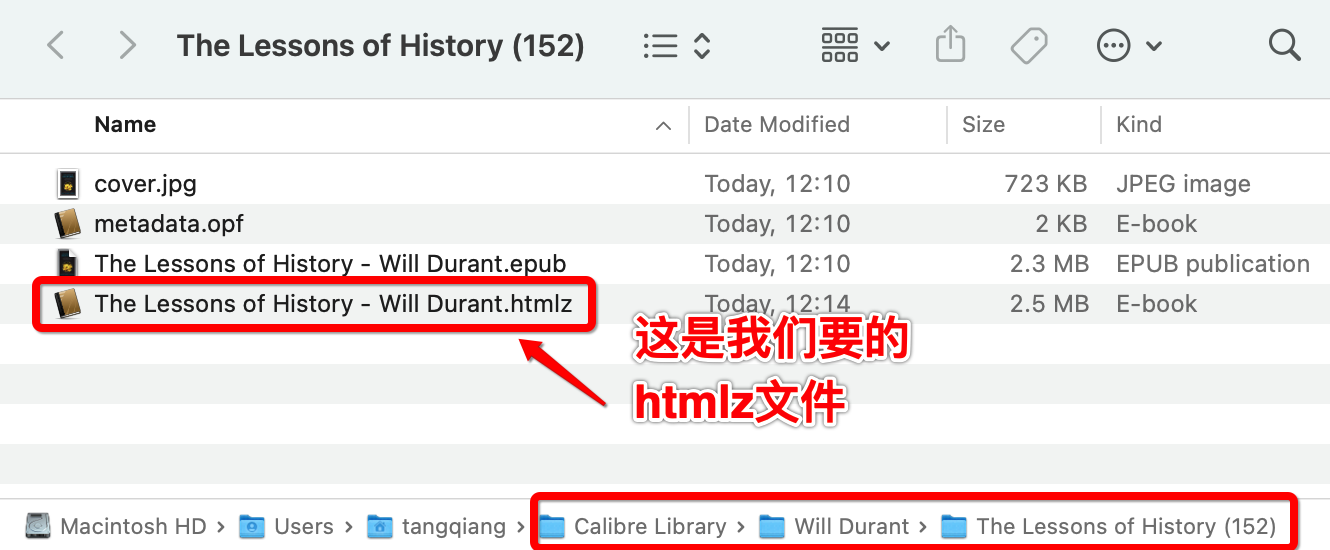 The Lessons of History (152)
Name Date Modified Size Kind
cover.jpg Today, 12:10 723 KB JPEG image
metadata.opf Today, 12:10 2 KB E-book
The Lessons of History - Will Durant.epub Today, 12:10 2.3 MB EPUB publication
The Lessons of History - Will Durant.htmlz Today, 12:14 2.5 MB E-book
这是我们要的
htmlz文件
Macintosh HD › Users › tangqiang › Calibre Library › Will Durant › The Lessons of History (152)